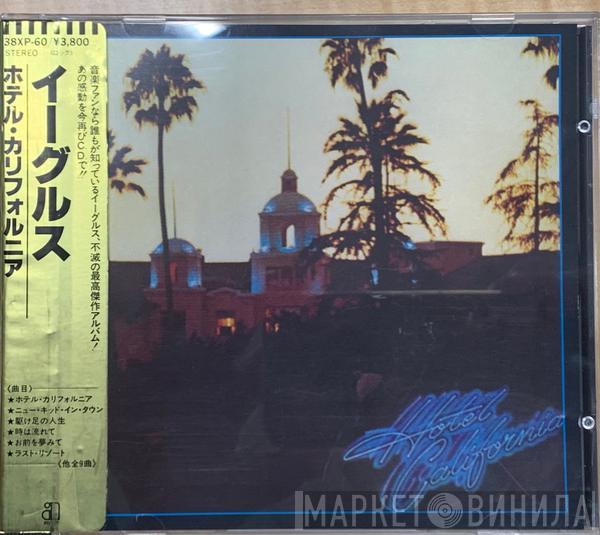 38XP-60/¥3,800
STEREO (ロック)
イーグルス
ホテル・カリフォルニア
音楽ファンなら誰もが知っているイーグルス、不滅の最高傑作アルバム!
あの感動を今再びC.D.で!!
〈曲目〉
★ホテル・カリフォルニア
★ニュー・キッド・イン・タウン
★駆け足の人生
★時は流れて
★お前を夢みて
★ラスト・リゾート
〈他全9曲〉
Hotel
California
МАРКЕТ ВИНИЛА